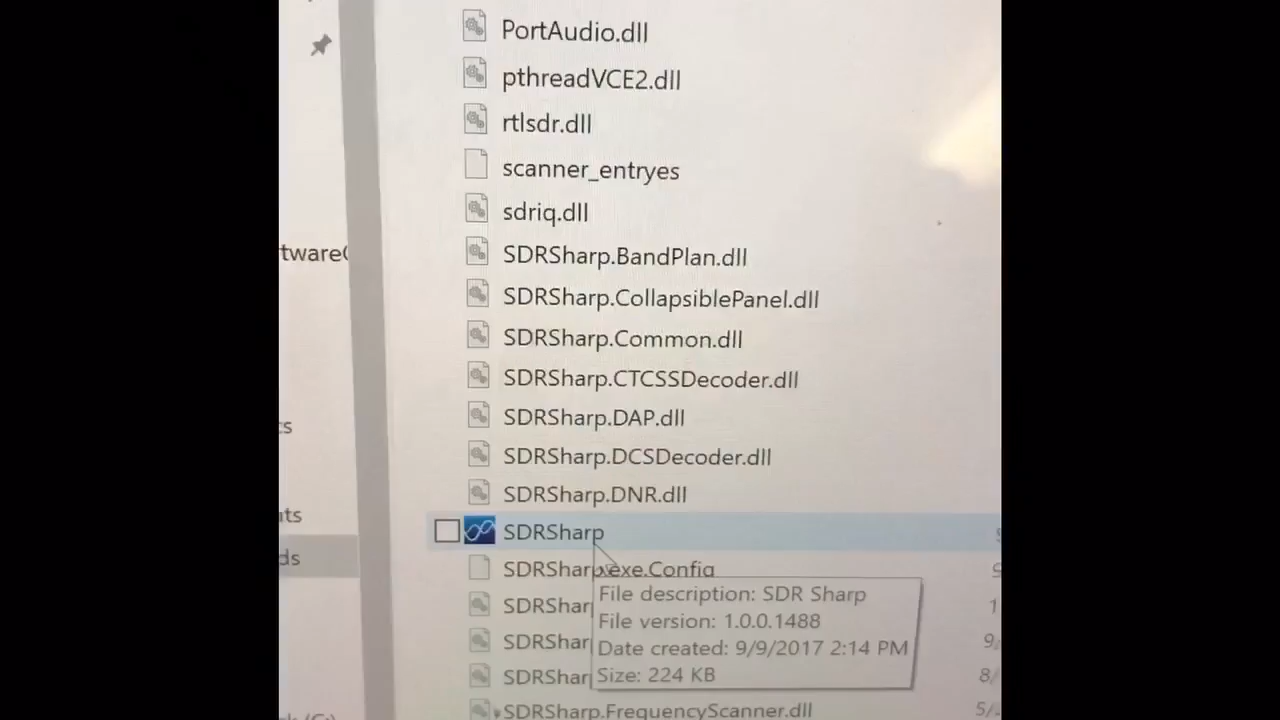 PortAudio.dll
pthreadVCE2.dll
rtlsdr.dll
scanner_entryes
sdriq.dll
SDRSharp.BandPlan.dll
SDRSharp.CollapsiblePanel.dll
SDRSharp.Common.dll
SDRSharp.CTCSSDecoder.dll
SDRSharp.DAP.dll
SDRSharp.DCSDecoder.dll
SDRSharp.DNR.dll
SDRSharp
SDRSharp.exe.Config
File description: SDR Sharp
File version: 1.0.0.1488
Date created: 9/9/2017 2:14 PM
Size: 224 KB
SDRShar
SDRShar
SDRShar
SDRSharp.FrequencyScanner.dll